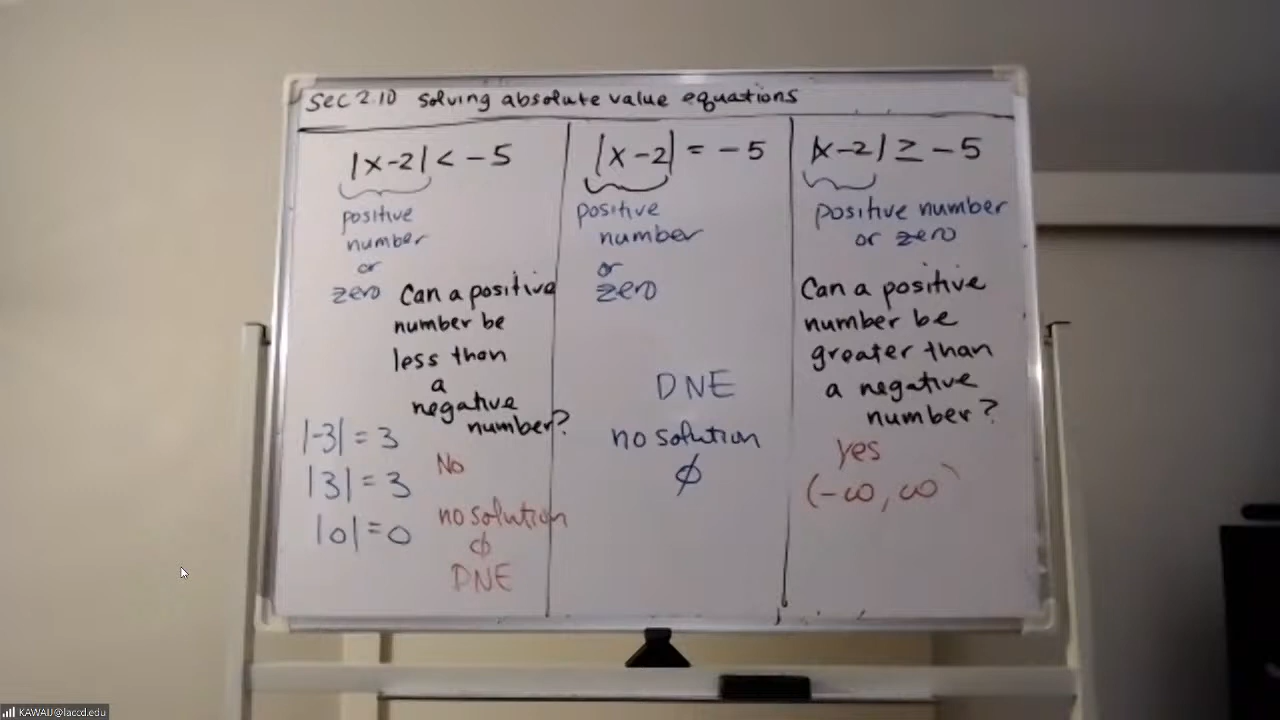 Sec 2.10 Solving absolute value equations
|x-2| < -5
positive
number
or
zero
Can a positive
number be
less than
a
negative
number?
|-3| = 3
|3| = 3
|0| = 0
No
no solution
ϕ
DNE
|x-2| = -5
positive
number
or
zero
DNE
no solution
ϕ
|x-2| ≥ -5
positive number
or zero
Can a positive
number be
greater than
a negative
number?
yes
(-∞, ∞)
KAWAIJ@laccd.edu